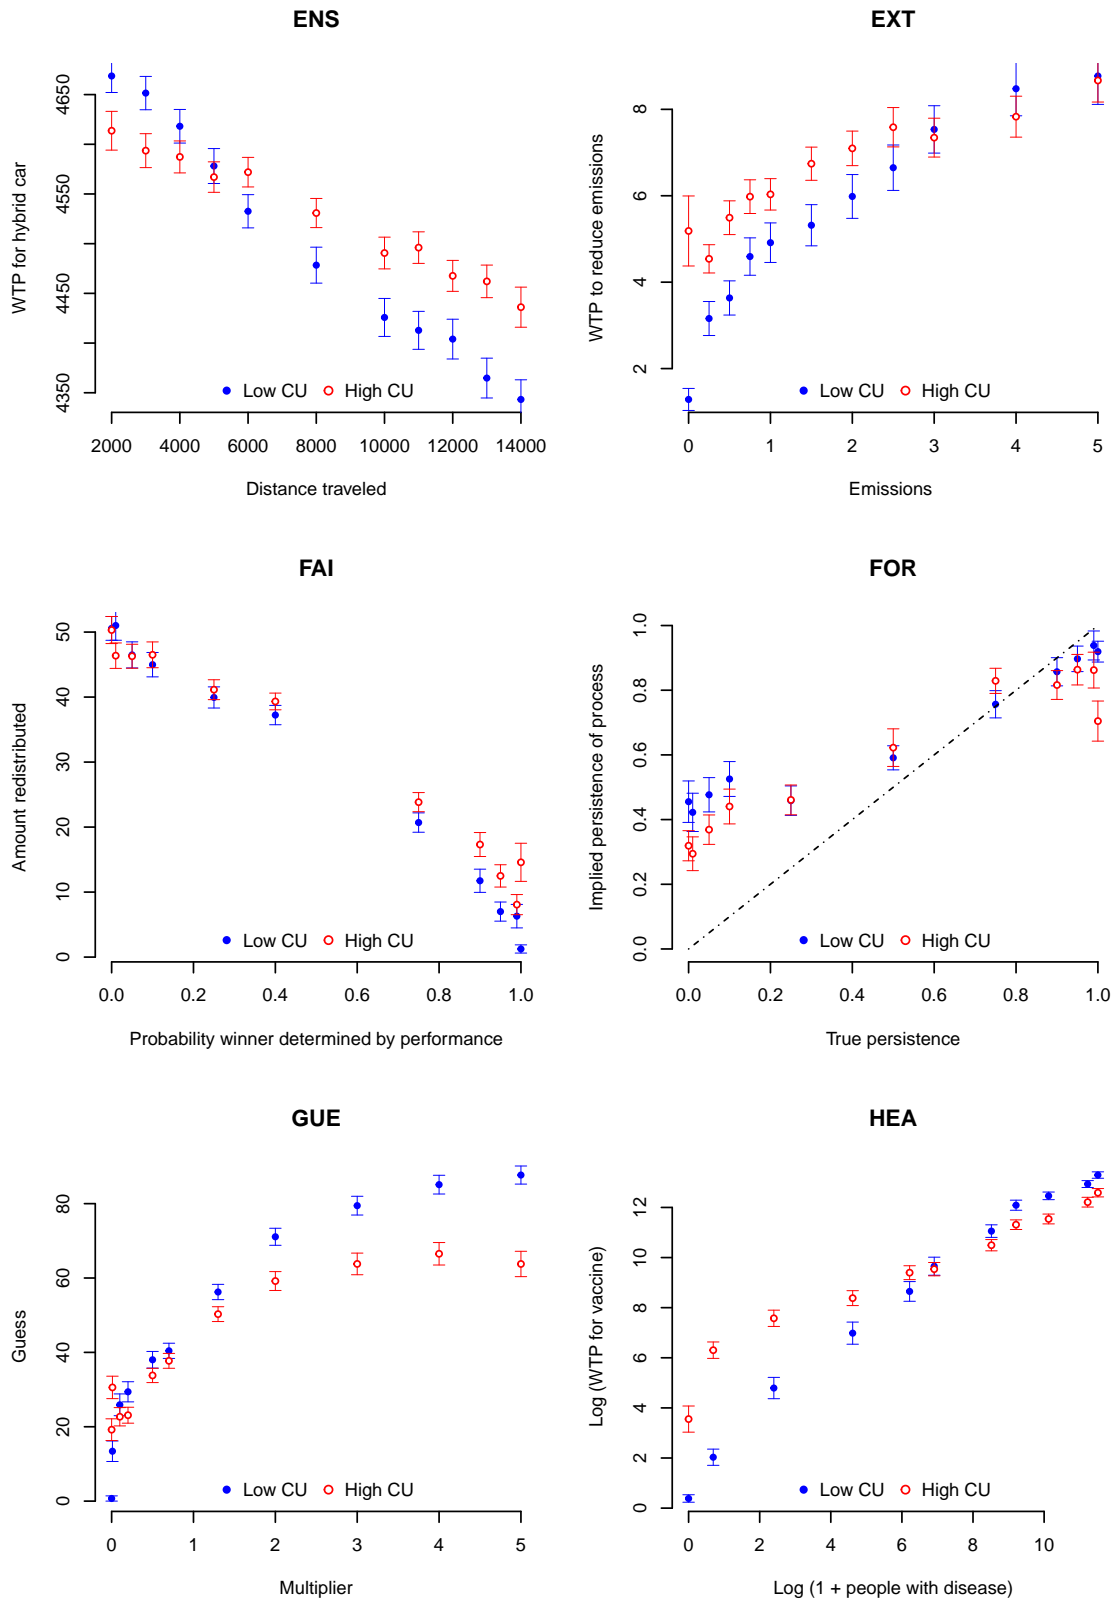 ENS
WTP for hybrid car
4350 4450 4550 4650
Low CU High CU
2000 4000 6000 8000 10000 12000 14000
Distance traveled
EXT
WTP to reduce emissions
2 4 6 8
Low CU High CU
0 1 2 3 4 5
Emissions
FAI
Amount redistributed
0 10 20 30 40 50
Low CU High CU
0.0 0.2 0.4 0.6 0.8 1.0
Probability winner determined by performance
FOR
Implied persistence of process
0.0 0.2 0.4 0.6 0.8 1.0
Low CU High CU
0.0 0.2 0.4 0.6 0.8 1.0
True persistence
GUE
Guess
0 20 40 60 80
Low CU High CU
0 1 2 3 4 5
Multiplier
HEA
Log (WTP for vaccine)
0 2 4 6 8 10 12
Low CU High CU
0 2 4 6 8 10
Log (1 + people with disease)